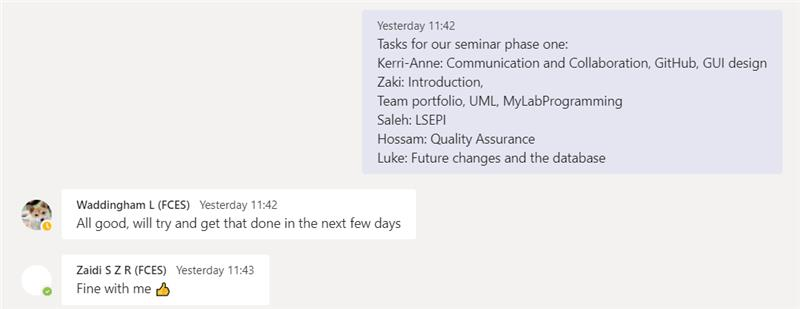 Yesterday 11:42
Tasks for our seminar phase one:
Kerri-Anne: Communication and Collaboration, GitHub, GUI design
Zaki: Introduction,
Team portfolio, UML, MyLabProgramming
Saleh: LSEPI
Hossam: Quality Assurance
Luke: Future changes and the database
Waddingham L (FCES) Yesterday 11:42
All good, will try and get that done in the next few days
Zaidi S Z R (FCES) Yesterday 11:43
Fine with me 👍